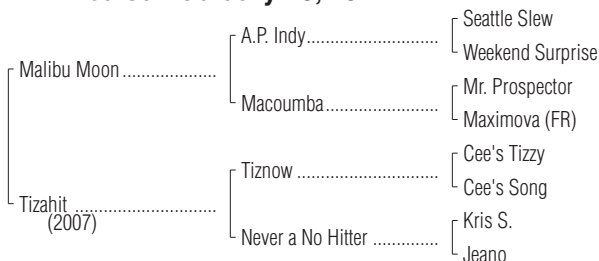 Seattle Slew
A.P. Indy
Weekend Surprise
Malibu Moon
Mr. Prospector
Macoumba
Maximova (FR)
Cee's Tizzy
Tiznow
Cee's Song
Tizahit
(2007)
Kris S.
Never a No Hitter
Jeano